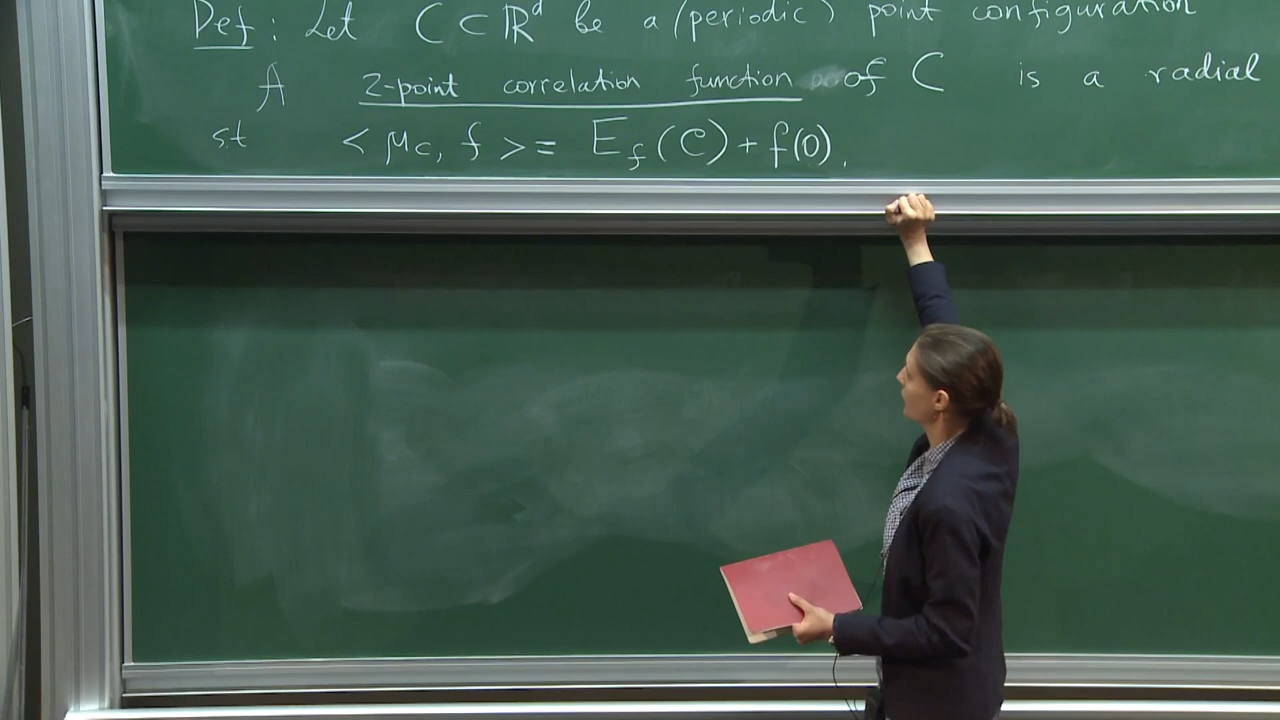 Def: Let C ⊂ ℝ^d be a (periodic) point configuration
A 2-point correlation function of C is a radial
s.t < μ_C, f > = E_f(C) + f(0).